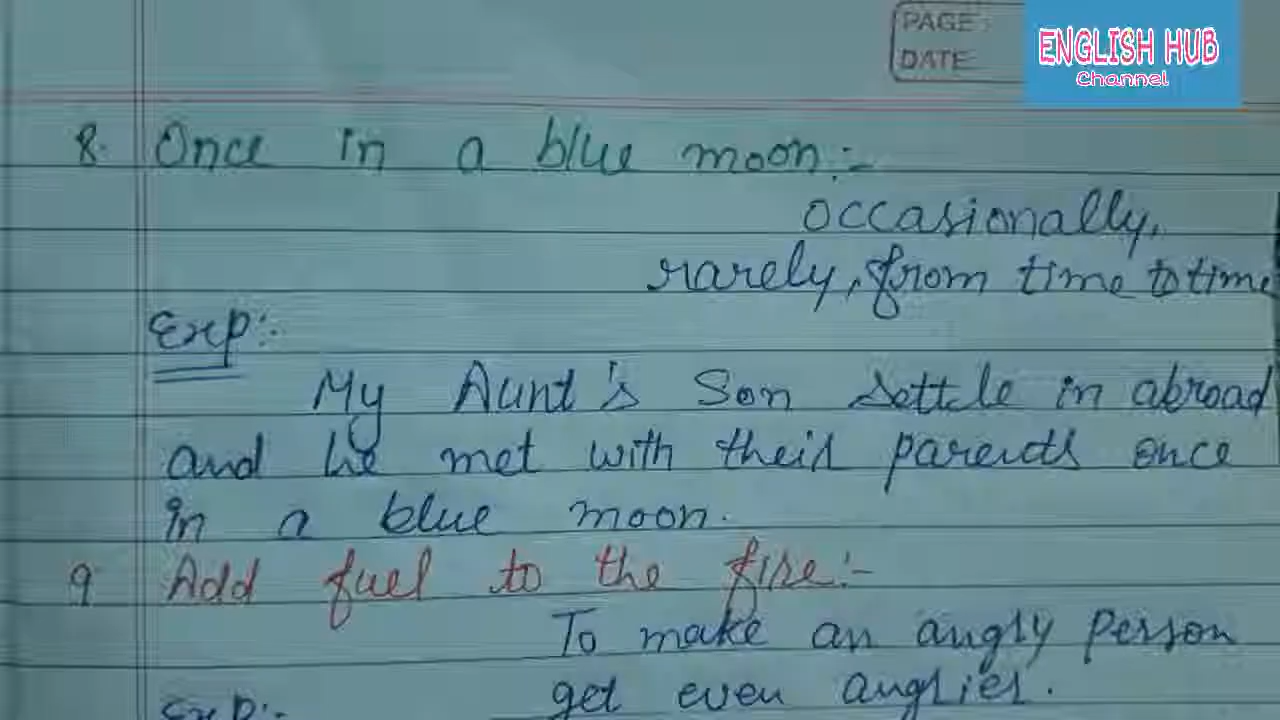 PAGE:
DATE:
ENGLISH HUB
Channel
8. Once in a blue moon:-
occasionally,
rarely, from time to time
Exp:-
My Aunt's Son settle in abroad
and he met with their parents once
in a blue moon.
9 Add fuel to the fire:-
To make an angry person
get even angrier.
Exp:-